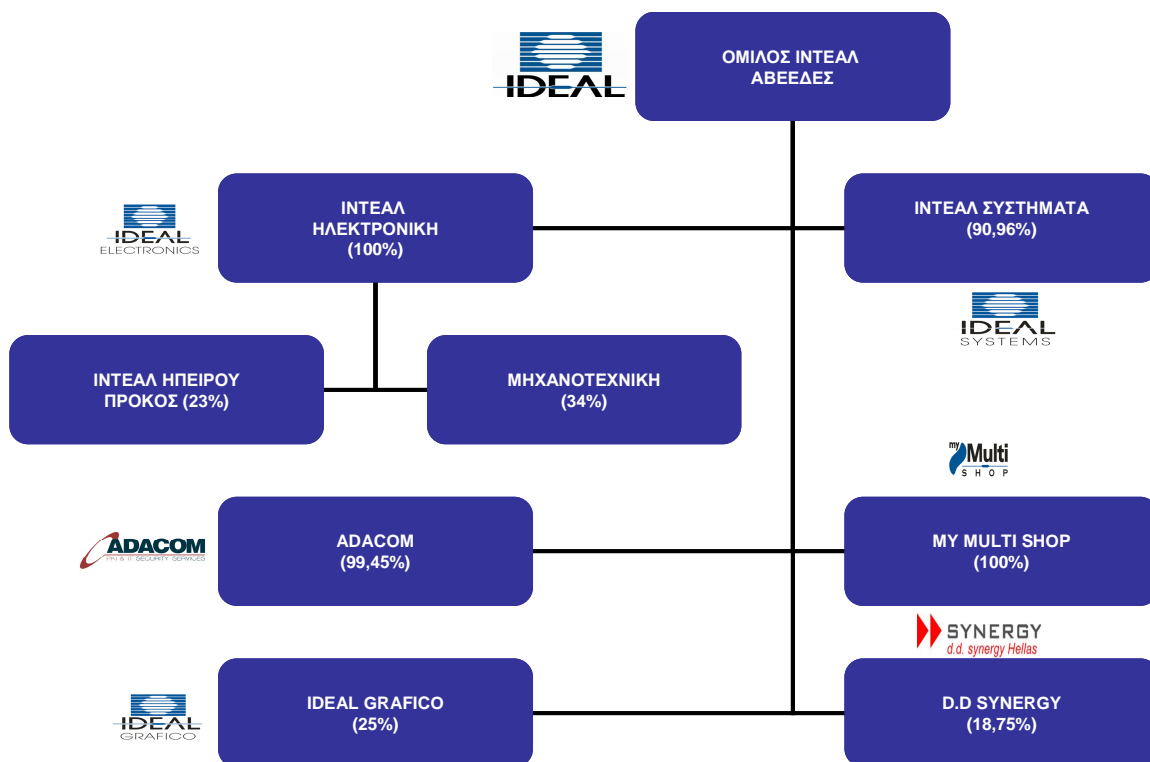 IDEAL
ΟΜΙΛΟΣ ΙΝΤΕΑΛ
ΑΒΕΕΔΕΣ
IDEAL
ELECTRONICS
ΙΝΤΕΑΛ
ΗΛΕΚΤΡΟΝΙΚΗ
(100%)
ΙΝΤΕΑΛ ΣΥΣΤΗΜΑΤΑ
(90,96%)
IDEAL
SYSTEMS
ΙΝΤΕΑΛ ΗΠΕΙΡΟΥ
ΠΡΟΚΟΣ (23%)
ΜΗΧΑΝΟΤΕΧΝΙΚΗ
(34%)
my Multi
SHOP
ADACOM
PKI & IT SECURITY SERVICES
ADACOM
(99,45%)
MY MULTI SHOP
(100%)
SYNERGY
d.d. synergy Hellas
IDEAL
GRAFICO
IDEAL GRAFICO
(25%)
D.D SYNERGY
(18,75%)